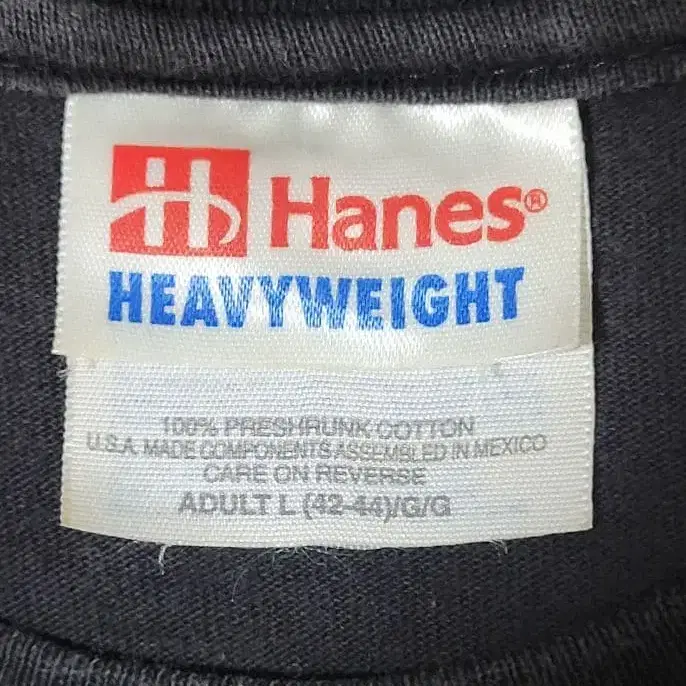 H Hanes®
HEAVYWEIGHT
100% PRESHRUNK COTTON
U.S.A. MADE COMPONENTS ASSEMBLED IN MEXICO
CARE ON REVERSE
ADULT L (42-44)/G/G